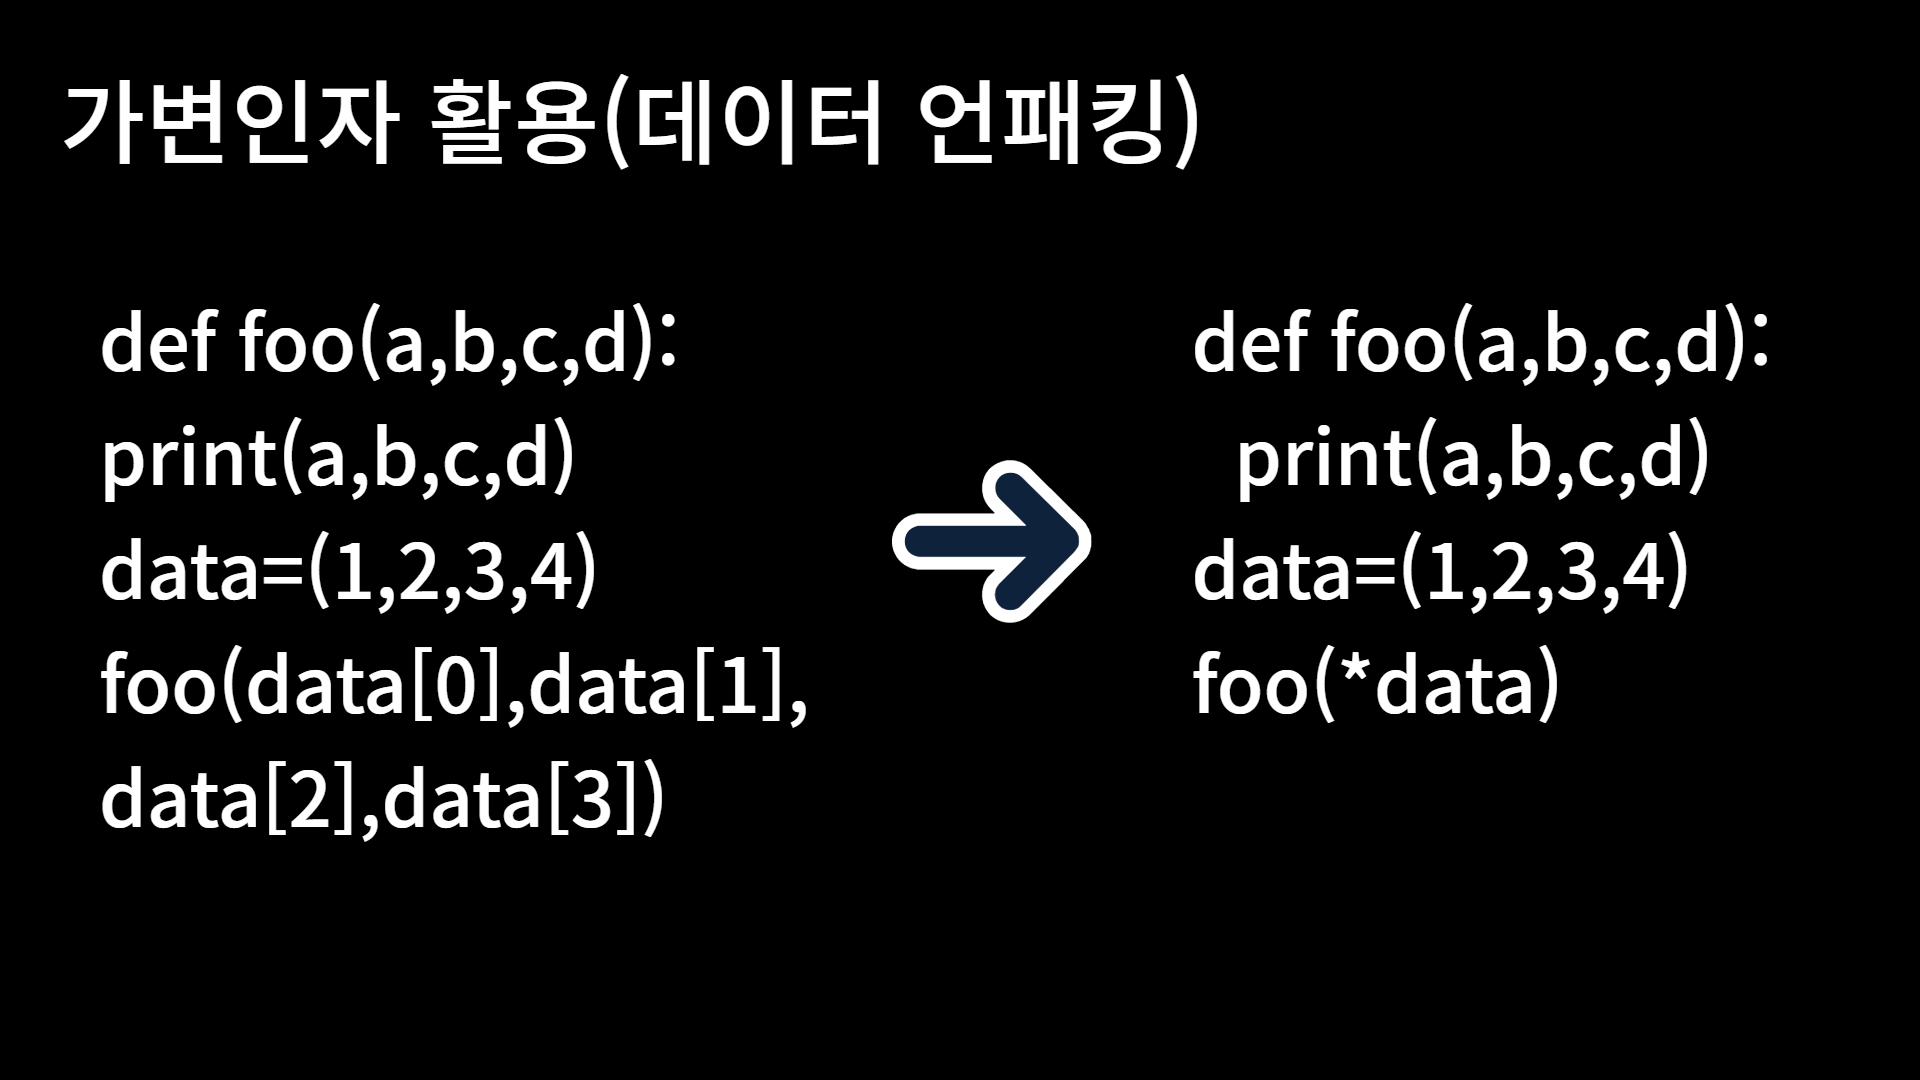 가변인자 활용(데이터 언패킹)
def foo(a,b,c,d):
print(a,b,c,d)
data=(1,2,3,4)
foo(data[0],data[1],
data[2],data[3])
def foo(a,b,c,d):
  print(a,b,c,d)
data=(1,2,3,4)
foo(*data)